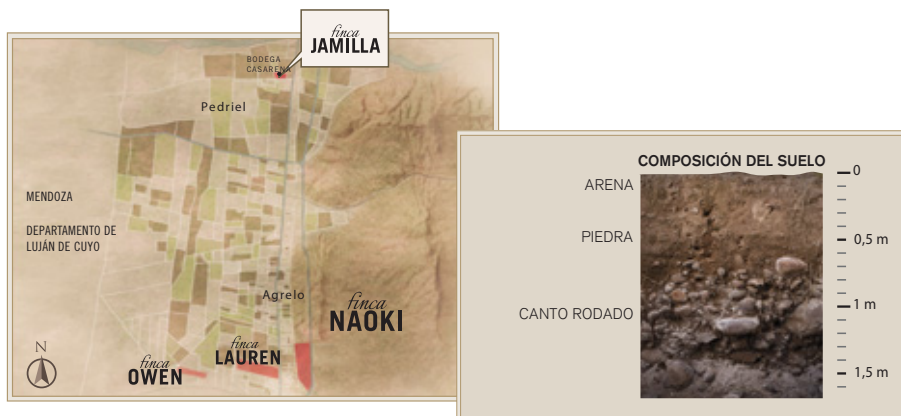 finca
JAMILLA
BODEGA
CASARENA
Pedriel
MENDOZA
DEPARTAMENTO DE
LUJÁN DE CUYO
Agrelo
finca
NAOKI
finca
LAUREN
finca
OWEN
N
COMPOSICIÓN DEL SUELO
ARENA
PIEDRA
CANTO RODADO
0
0,5 m
1 m
1,5 m